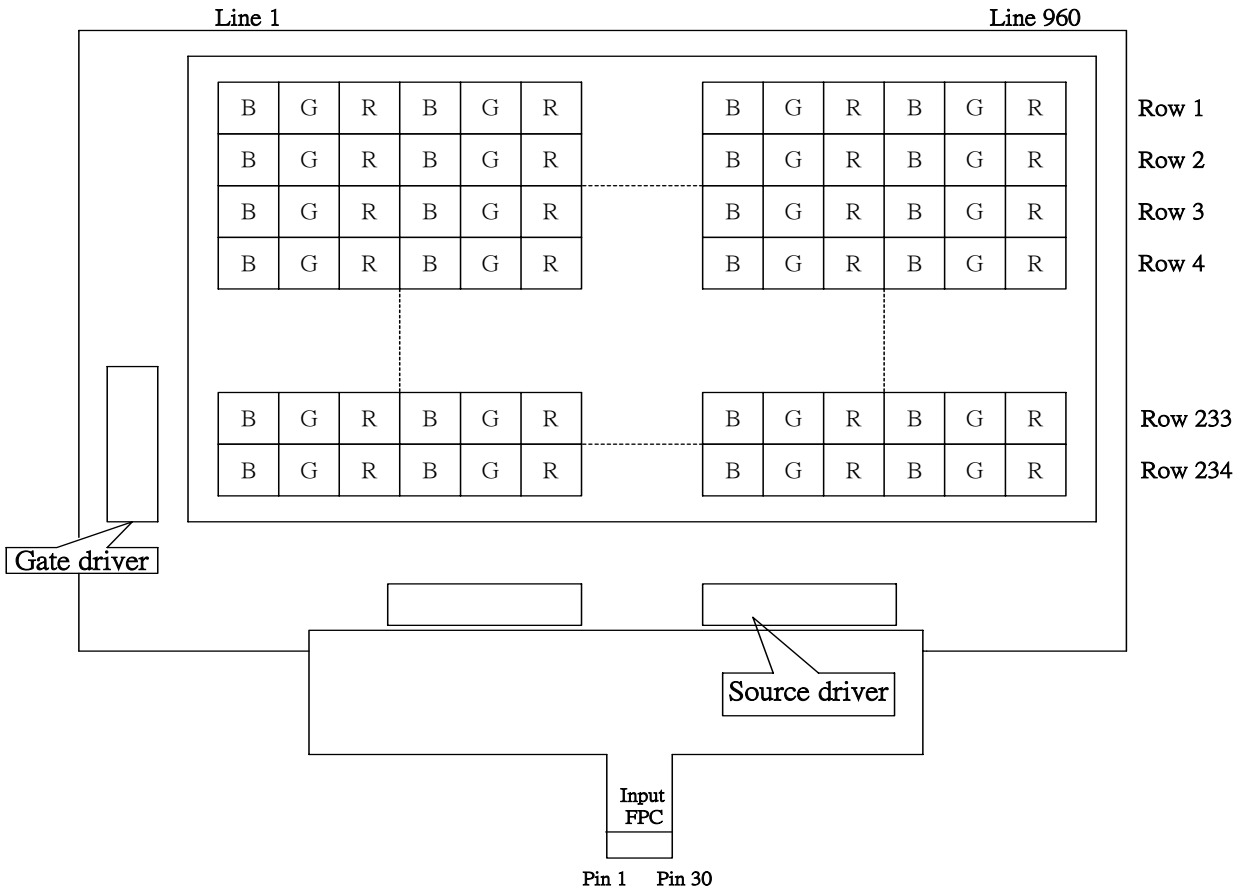 Line 1 Line 960
B G R B G R B G R B G R Row 1
B G R B G R B G R B G R Row 2
B G R B G R B G R B G R Row 3
B G R B G R B G R B G R Row 4
B G R B G R B G R B G R Row 233
B G R B G R B G R B G R Row 234
Gate driver
Source driver
Input
FPC
Pin 1 Pin 30